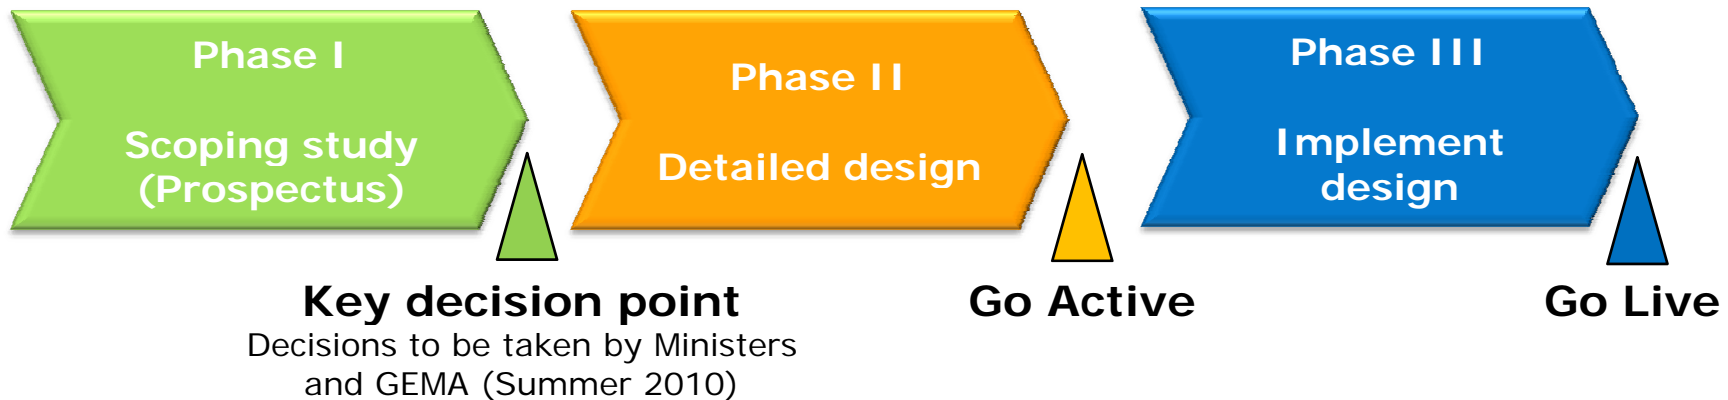 Phase I
Scoping study
(Prospectus)
Phase II
Detailed design
Phase III
Implement
design
Key decision point
Decisions to be taken by Ministers
and GEMA (Summer 2010)
Go Active
Go Live